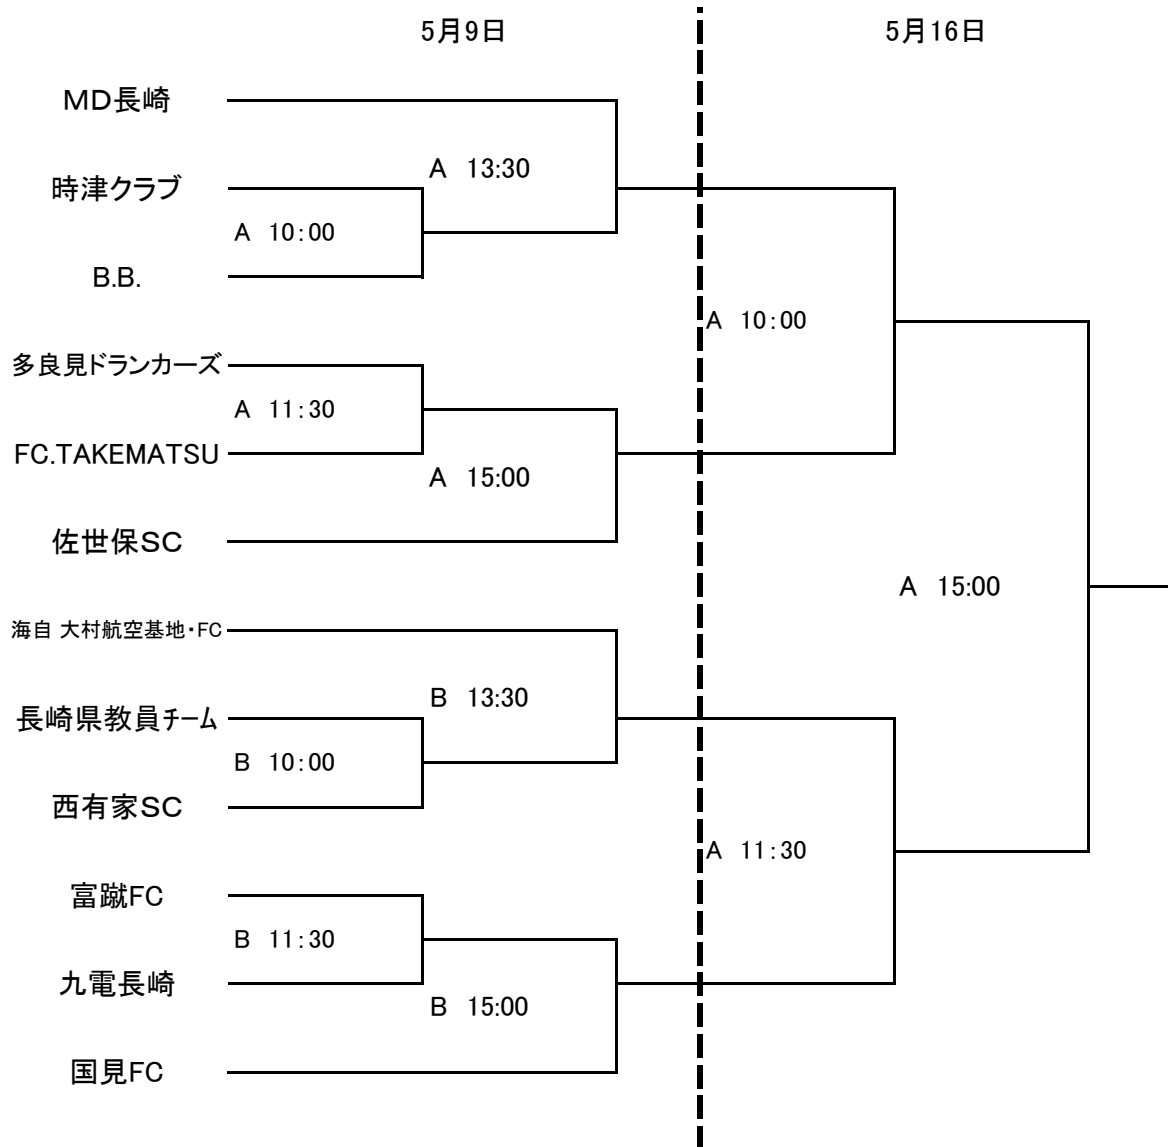 5月9日
5月16日
ＭＤ長崎
A 13:30
時津クラブ
A 10:00
B.B.
A 10:00
多良見ドランカーズ
A 11:30
FC.TAKEMATSU
A 15:00
佐世保ＳＣ
A 15:00
海自 大村航空基地・FC
B 13:30
長崎県教員チーム
B 10:00
西有家ＳＣ
A 11:30
富蹴FC
B 11:30
九電長崎
B 15:00
国見FC